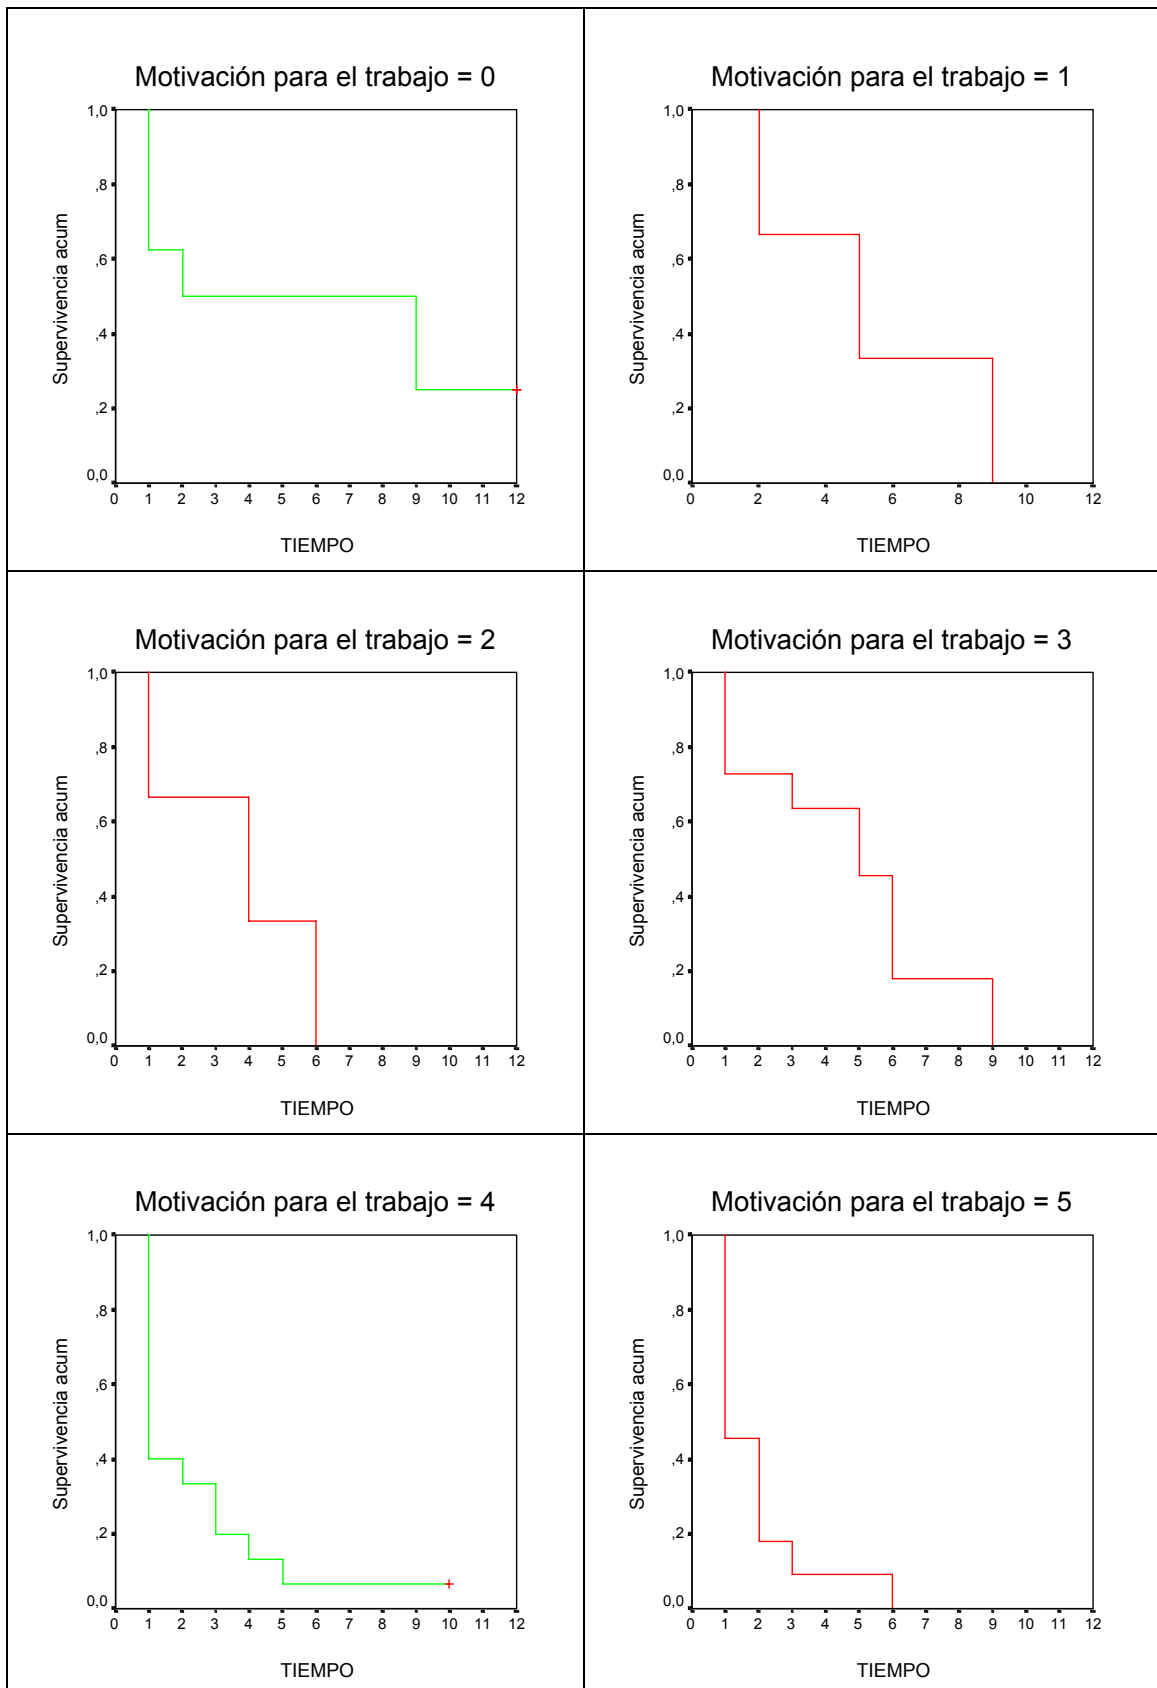 Motivación para el trabajo = 0
1,0
,8
,6
,4
,2
0,0
Supervivencia acum
0 1 2 3 4 5 6 7 8 9 10 11 12
TIEMPO
Motivación para el trabajo = 1
1,0
,8
,6
,4
,2
0,0
Supervivencia acum
0 2 4 6 8 10 12
TIEMPO
Motivación para el trabajo = 2
1,0
,8
,6
,4
,2
0,0
Supervivencia acum
0 1 2 3 4 5 6 7 8 9 10 11 12
TIEMPO
Motivación para el trabajo = 3
1,0
,8
,6
,4
,2
0,0
Supervivencia acum
0 1 2 3 4 5 6 7 8 9 10 11 12
TIEMPO
Motivación para el trabajo = 4
1,0
,8
,6
,4
,2
0,0
Supervivencia acum
0 1 2 3 4 5 6 7 8 9 10 11 12
TIEMPO
Motivación para el trabajo = 5
1,0
,8
,6
,4
,2
0,0
Supervivencia acum
0 1 2 3 4 5 6 7 8 9 10 11 12
TIEMPO